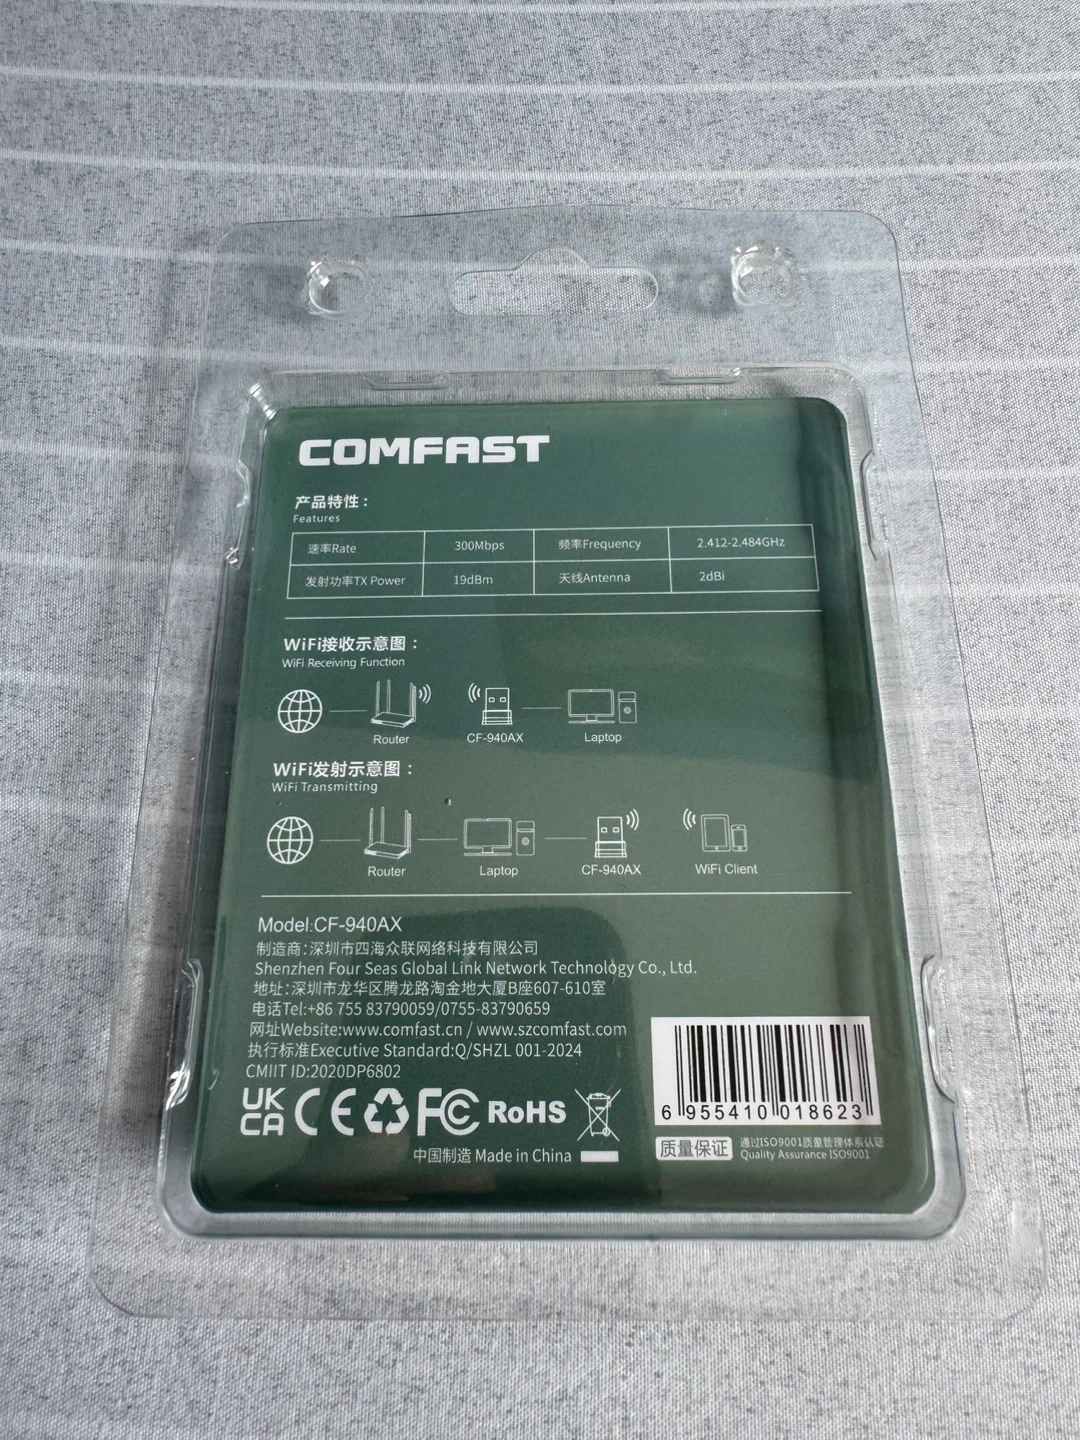 COMFAST
产品特性：
Features
速率Rate 300Mbps 频率Frequency 2.412-2.484GHz
发射功率TX Power 19dBm 天线Antenna 2dBi
WiFi接收示意图：
WiFi Receiving Function
Router CF-940AX Laptop
WiFi发射示意图：
WiFi Transmitting
Router Laptop CF-940AX WiFi Client
Model:CF-940AX
制造商：深圳市四海众联网络科技有限公司
Shenzhen Four Seas Global Link Network Technology Co., Ltd.
地址：深圳市龙华区腾龙路淘金地大厦B座607-610室
电话Tel:+86 755 83790059/0755-83790659
网址Website:www.comfast.cn / www.szcomfast.com
执行标准Executive Standard:Q/SHZL 001-2024
CMIIT ID:2020DP6802
UK
CA CE FC RoHS
6 955410 018623
中国制造 Made in China
质量保证 通过ISO9001质量管理体系认证
Quality Assurance ISO9001